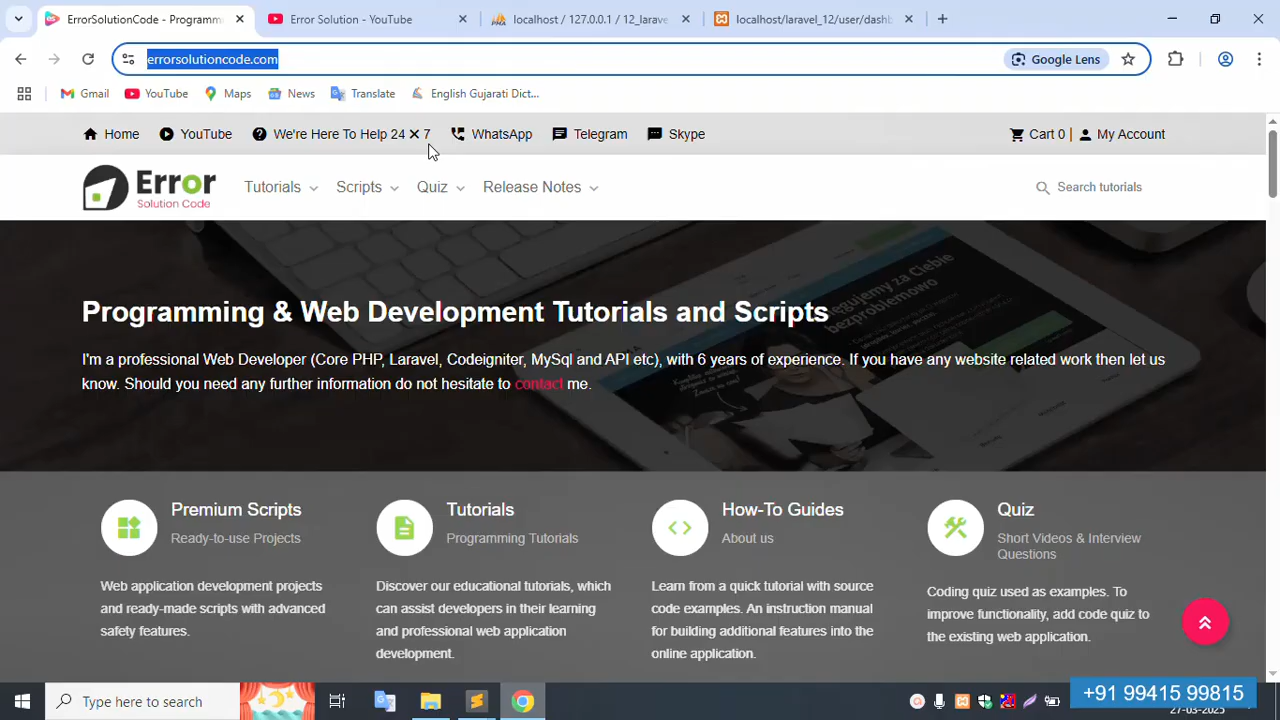 ErrorSolutionCode - Programm
Error Solution - YouTube
localhost / 127.0.0.1 / 12_larave
localhost/laravel_12/user/dashb
errorsolutioncode.com
Google Lens
Gmail
YouTube
Maps
News
Translate
English Gujarati Dict...
Home
YouTube
We're Here To Help 24 ✕ 7
WhatsApp
Telegram
Skype
Cart 0 |
My Account
Error
Solution Code
Tutorials
Scripts
Quiz
Release Notes
Search tutorials
Programming & Web Development Tutorials and Scripts
I'm a professional Web Developer (Core PHP, Laravel, Codeigniter, MySql and API etc), with 6 years of experience. If you have any website related work then let us
know. Should you need any further information do not hesitate to contact me.
Premium Scripts
Ready-to-use Projects
Web application development projects
and ready-made scripts with advanced
safety features.
Tutorials
Programming Tutorials
Discover our educational tutorials, which
can assist developers in their learning
and professional web application
development.
How-To Guides
About us
Learn from a quick tutorial with source
code examples. An instruction manual
for building additional features into the
online application.
Quiz
Short Videos & Interview
Questions
Coding quiz used as examples. To
improve functionality, add code quiz to
the existing web application.
Type here to search
+91 99415 99815
27-03-2025